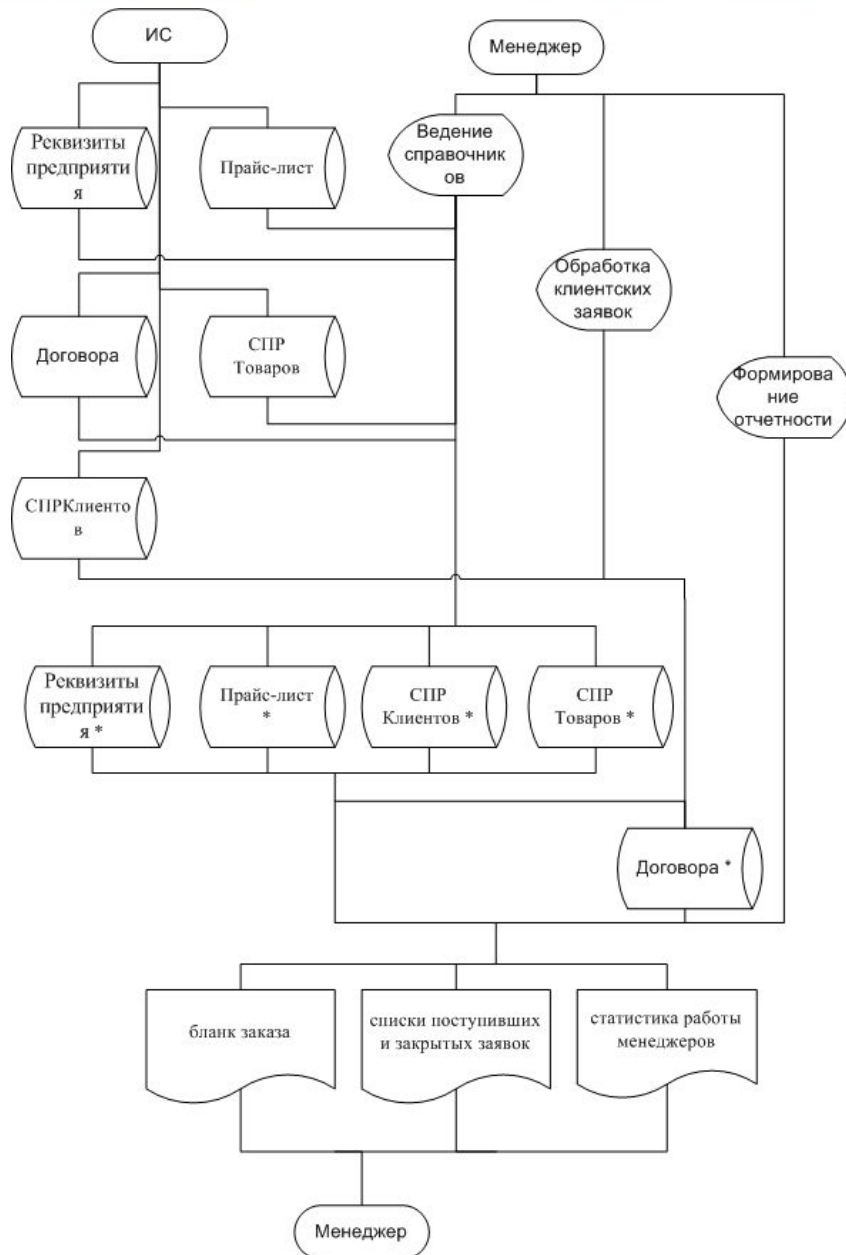 ИС
Менеджер
Реквизиты
предприяти
я
Прайс-лист
Ведение
справочник
ов
Обработка
клиентских
заявок
Договора
СПР
Товаров
Формирова
ние
отчетности
СПРКлиенто
в
Реквизиты
предприяти
я *
Прайс-лист
*
СПР
Клиентов *
СПР
Товаров *
Договора *
бланк заказа
списки поступивших
и закрытых заявок
статистика работы
менеджеров
Менеджер